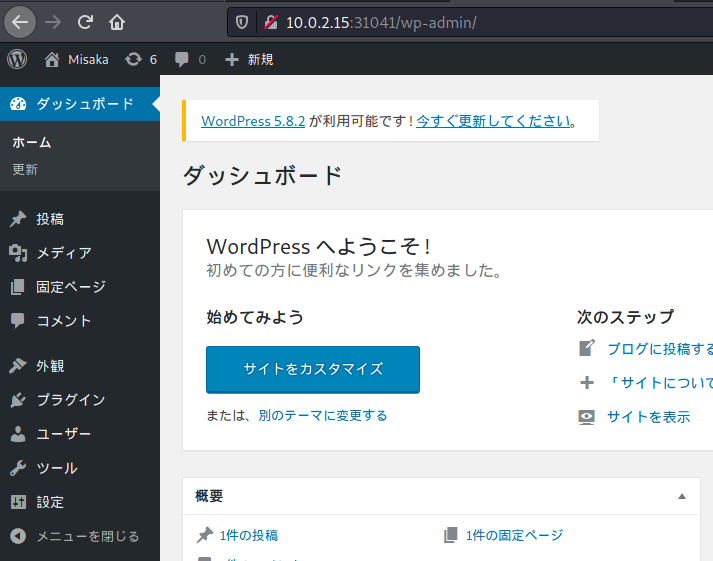 10.0.2.15:31041/wp-admin/
Misaka 6 0 新規
ダッシュボード
ホーム
更新
投稿
メディア
固定ページ
コメント
外観
プラグイン
ユーザー
ツール
設定
メニューを閉じる
WordPress 5.8.2 が利用可能です ! 今すぐ更新してください。
ダッシュボード
WordPress へようこそ !
初めての方に便利なリンクを集めました。
始めてみよう
サイトをカスタマイズ
または、別のテーマに変更する
次のステップ
ブログに投稿する
「サイトについて
サイトを表示
概要
1件の投稿
1件の固定ページ